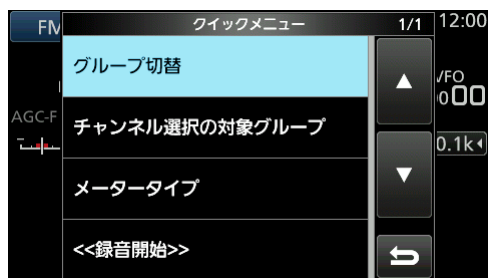 FM
クイックメニュー
1/1
12:00
グループ切替
VFO
00
AGC-F
チャンネル選択の対象グループ
0.1k
メータータイプ
<<録音開始>>